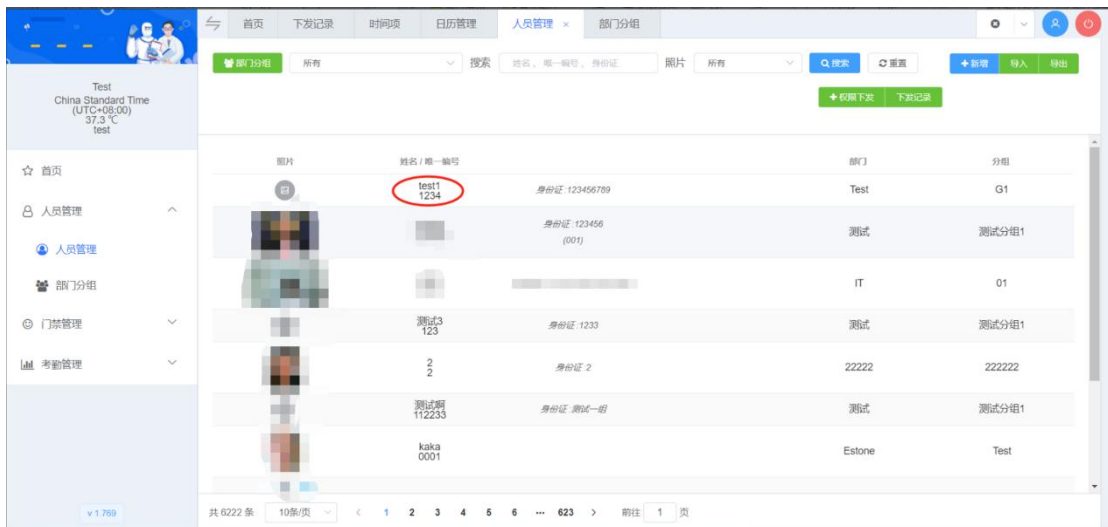 首页 下发记录 时间项 日历管理 人员管理 × 部门分组
部门分组 所有 搜索 姓名、唯一编号、身份证 照片 所有 搜索 重置 +新增 导入 导出
+权限下发 下发记录
Test
China Standard Time
(UTC+08:00)
37.3 ℃
test
首页
人员管理
人员管理
部门分组
门禁管理
考勤管理
v 1.769
照片 姓名 / 唯一编号 部门 分组
test1
1234
身份证 :123456789 Test G1
身份证 :123456
(001)
测试 测试分组1
IT 01
测试3
123
身份证 :1233 测试 测试分组1
2
2
身份证 :2 22222 222222
测试啊
112233
身份证 :测试一组 测试 测试分组1
kaka
0001
Estone Test
共 6222 条 10条/页 < 1 2 3 4 5 6 ··· 623 > 前往 1 页